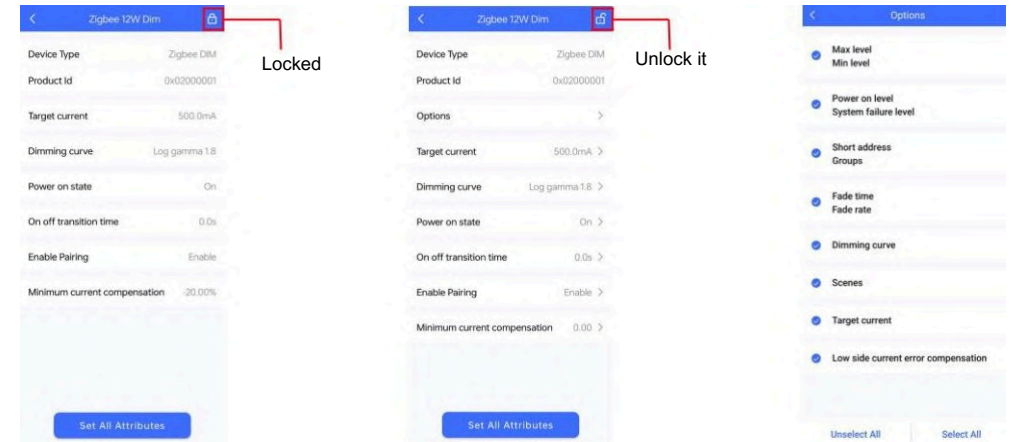 Zigbee 12W Dim
Device Type Zigbee DIM
Product Id 0x02000001
Target current 500.0mA
Dimming curve Log gamma 1.8
Power on state On
On off transition time 0.0s
Enable Pairing Enable
Minimum current compensation -20.00%
Set All Attributes
Locked
Zigbee 12W Dim
Device Type Zigbee DIM
Product Id 0x02000001
Options
Target current 500.0mA
Dimming curve Log gamma 1.8
Power on state On
On off transition time 0.0s
Enable Pairing Enable
Minimum current compensation 0.00
Set All Attributes
Unlock it
Options
Max level
Min level
Power on level
System failure level
Short address
Groups
Fade time
Fade rate
Dimming curve
Scenes
Target current
Low side current error compensation
Unselect All Select All